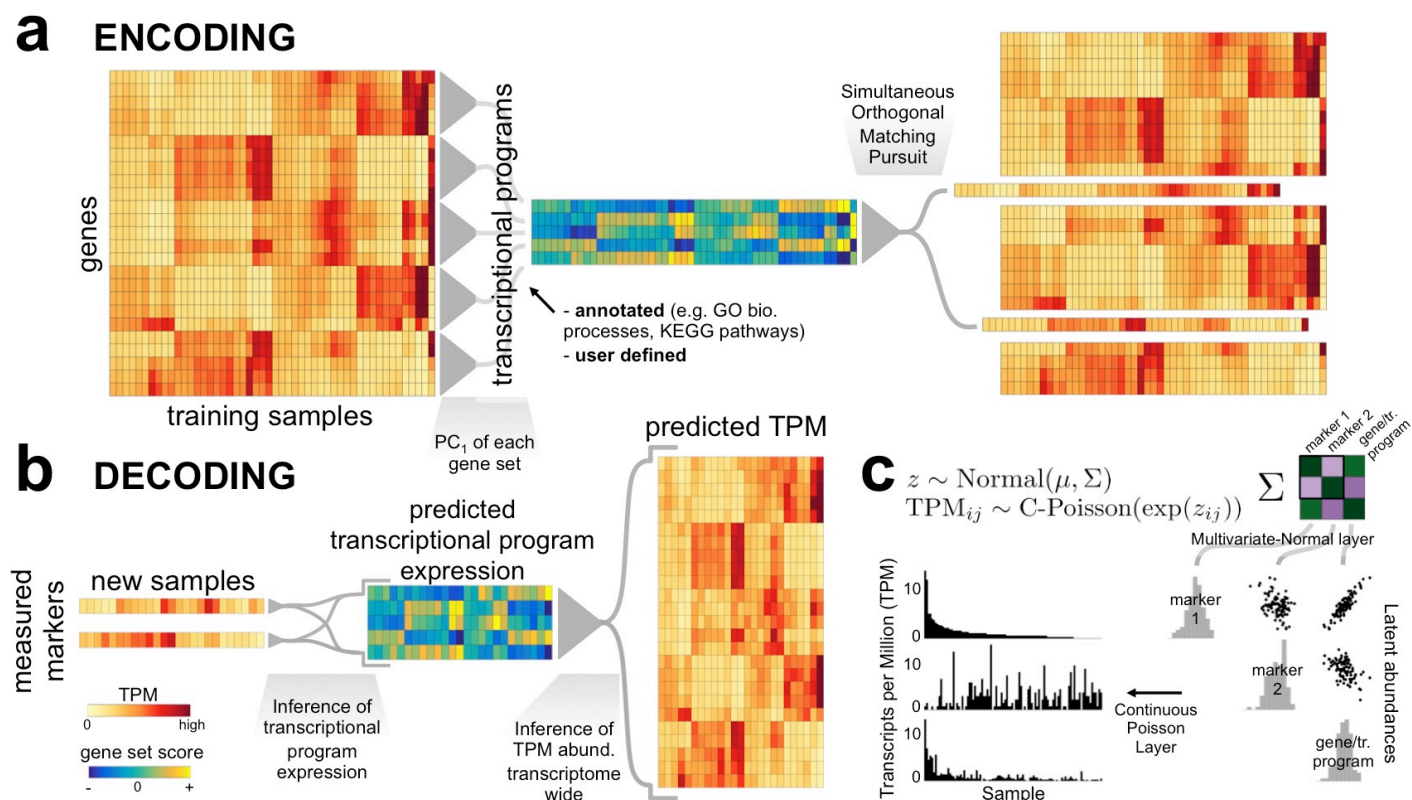 a ENCODING
genes
training samples
transcriptional programs
PC1 of each
gene set
- annotated (e.g. GO bio.
processes, KEGG pathways)
- user defined
Simultaneous
Orthogonal
Matching
Pursuit
b DECODING
measured
markers
new samples
predicted
transcriptional program
expression
predicted TPM
TPM
0 high
gene set score
- 0 +
Inference of
transcriptional
program
expression
Inference of
TPM abund.
transcriptome
wide
c
z ∼ Normal(μ, Σ)
TPMij ∼ C-Poisson(exp(zij))
Σ
marker 1
marker 2
gene/tr.
program
Multivariate-Normal layer
Transcripts per Million (TPM)
10
0
10
0
10
0
Sample
Continuous
Poisson
Layer
marker
1
marker
2
gene/tr.
program
Latent abundances